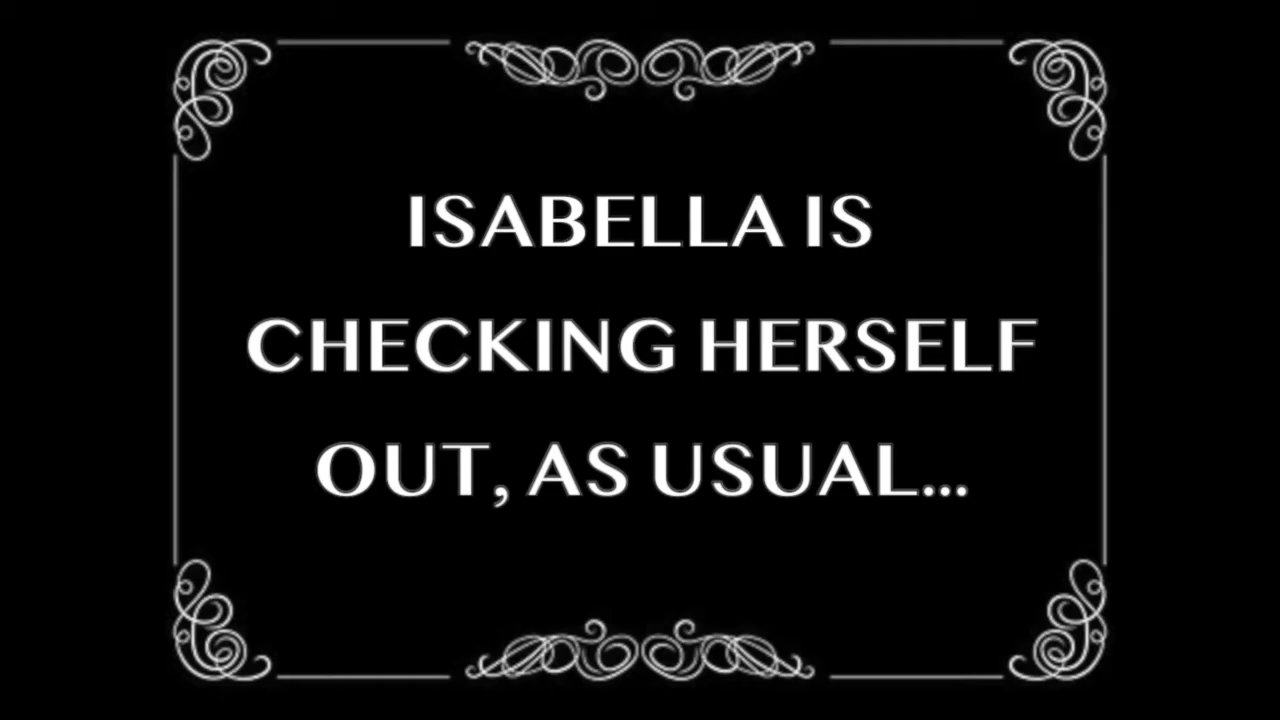 ISABELLA IS
CHECKING HERSELF
OUT, AS USUAL...